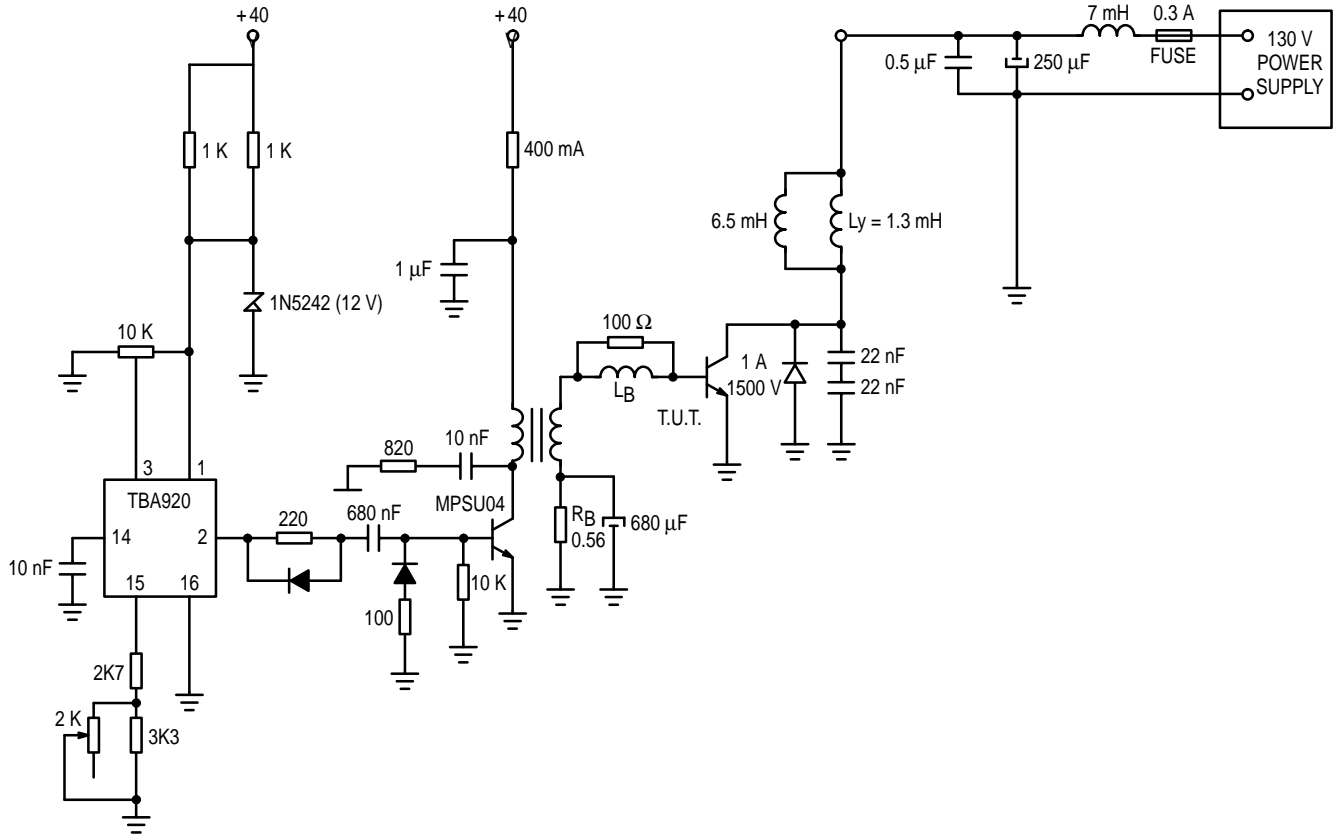 +40
V
+40
V
7 mH
0.3 A
FUSE
130 V
POWER
SUPPLY
0.5 μF
250 μF
1 K
1 K
400 mA
6.5 mH
Ly = 1.3 mH
1 μF
1N5242 (12 V)
10 K
100 Ω
LB
T.U.T.
1 A
1500 V
22 nF
22 nF
820
10 nF
3
1
TBA920
MPSU04
14
2
220
680 nF
RB
0.56
680 μF
10 nF
15
16
10 K
100
2K7
2 K
3K3